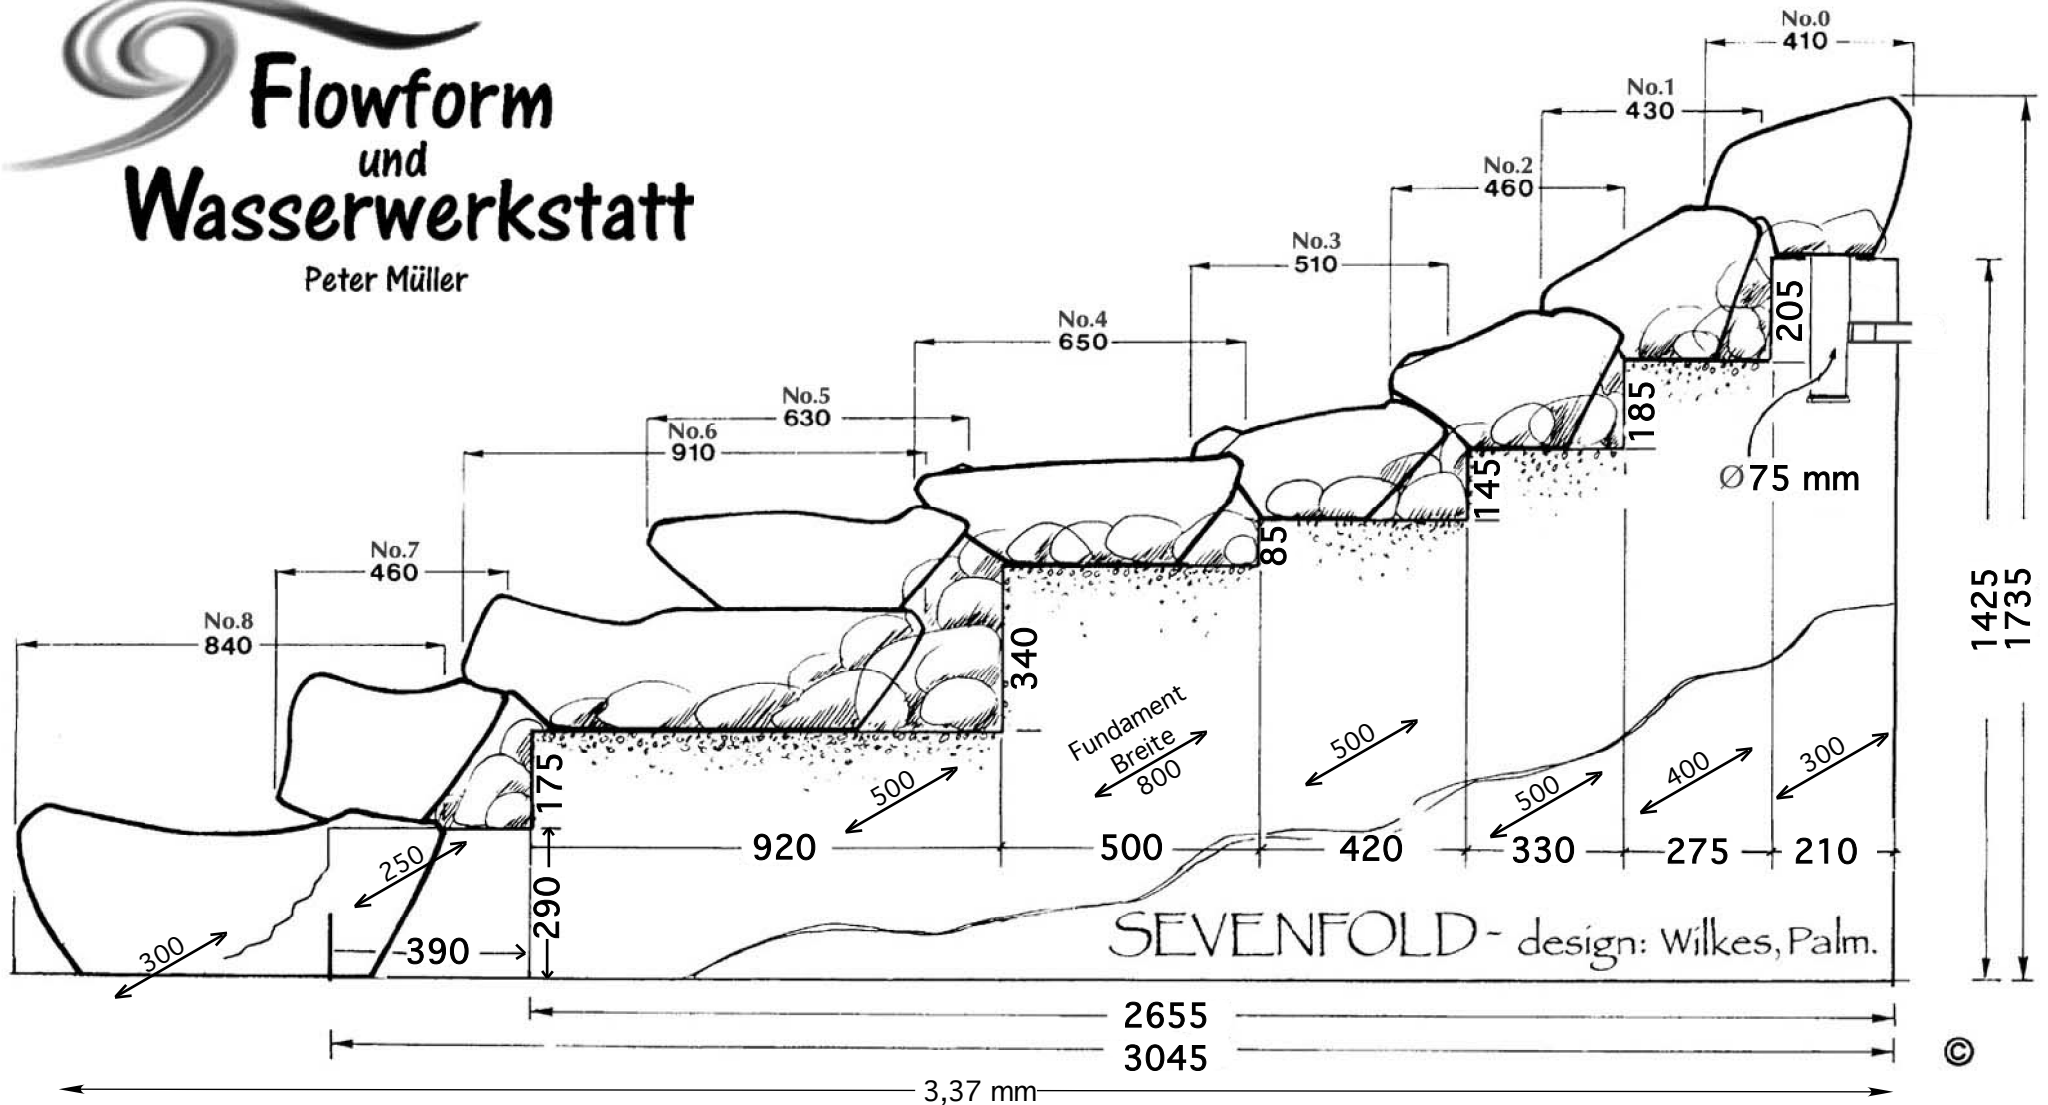 Flowform
und
Wasserwerkstatt
Peter Müller
No.0
410
No.1
430
No.2
460
No.3
510
No.4
650
No.5
630
No.6
910
No.7
460
No.8
840
205
185
145
85
340
175
290
Ø75 mm
1425
1735
Fundament
Breite
800
500
500
500
400
300
250
300
920
500
420
330
275
210
390
SEVENFOLD - design: Wilkes, Palm.
2655
3045
©
3,37 mm